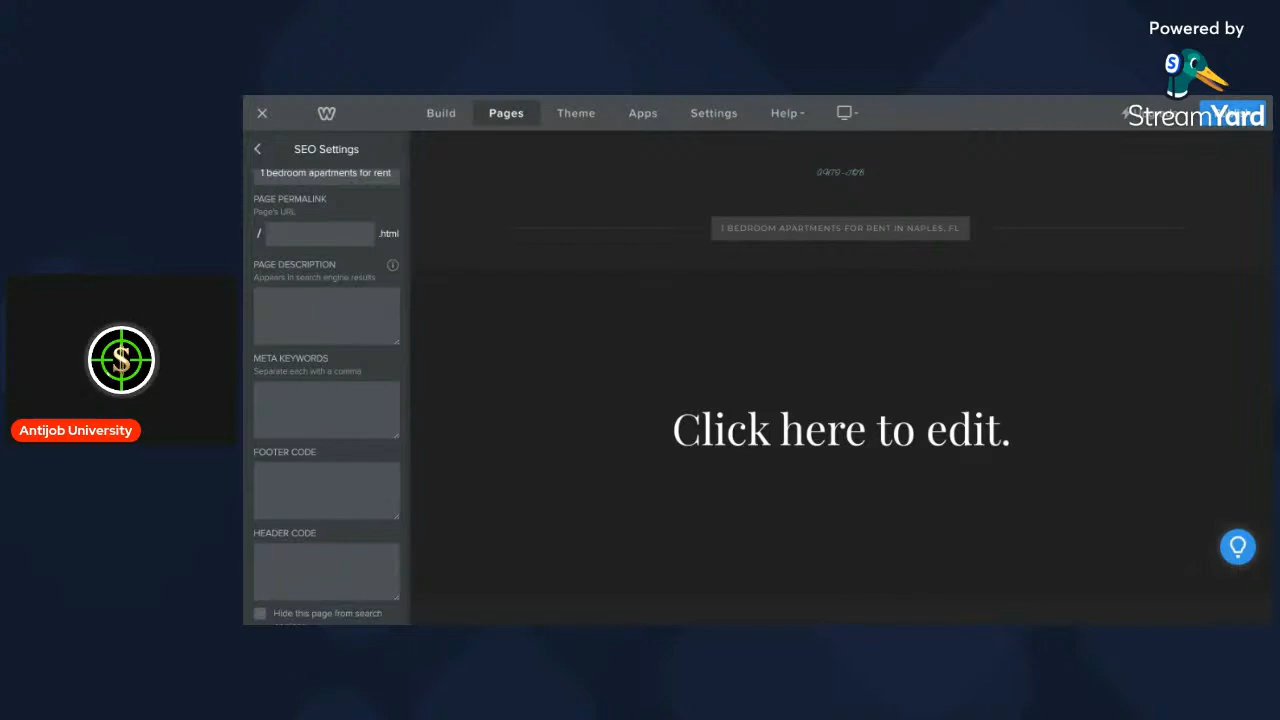 Powered by
S
StreamYard
Build
Pages
Theme
Apps
Settings
Help
SEO Settings
1 bedroom apartments for rent
PAGE PERMALINK
Page's URL
/
.html
PAGE DESCRIPTION
Appears in search engine results
META KEYWORDS
Separate each with a comma
FOOTER CODE
HEADER CODE
Hide this page from search
ANTI-JOB
1 BEDROOM APARTMENTS FOR RENT IN NAPLES, FL
Click here to edit.
$
Antijob University